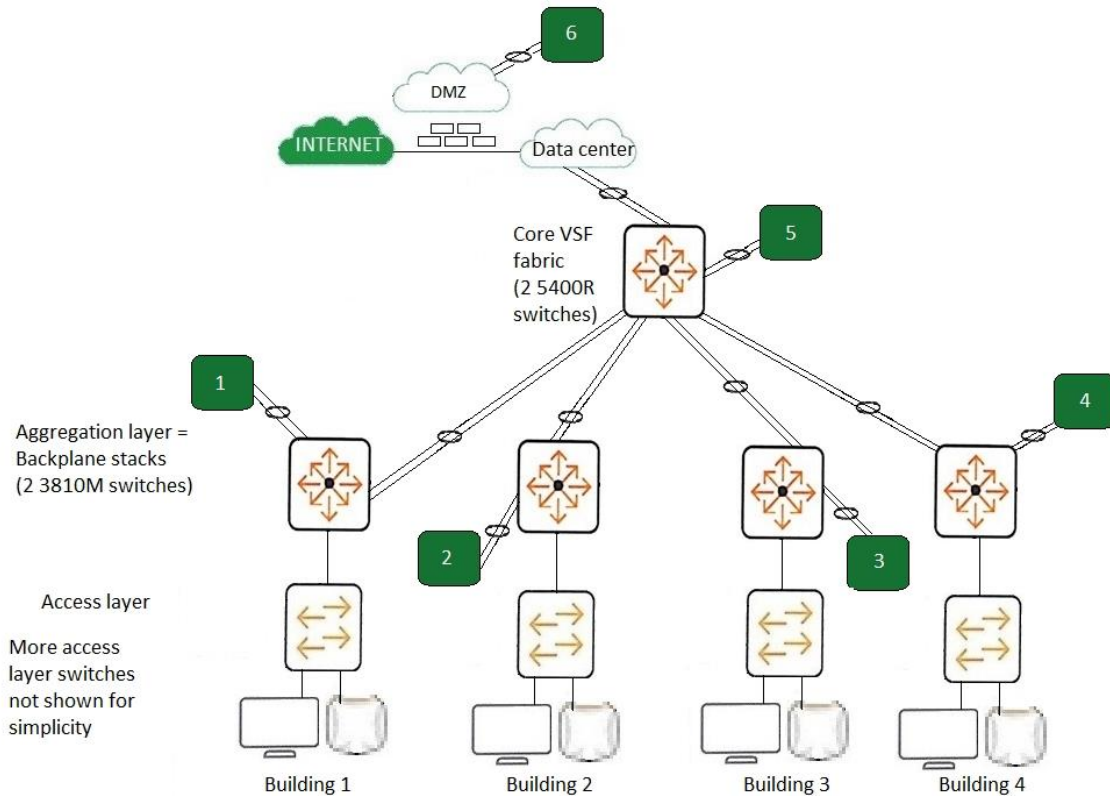 6
DMZ
INTERNET
Data center
5
Core VSF
fabric
(2 5400R
switches)
1
4
Aggregation layer =
Backplane stacks
(2 3810M switches)
2
3
Access layer
More access
layer switches
not shown for
simplicity
Building 1
Building 2
Building 3
Building 4